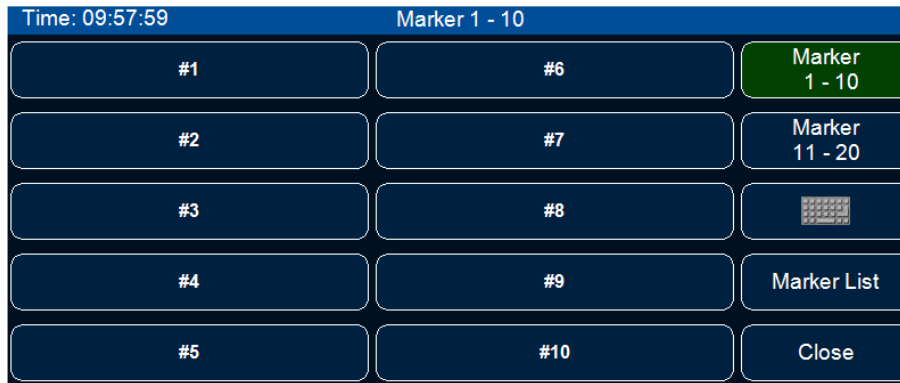 Time: 09:57:59 Marker 1 - 10
#1 #6 Marker
1 - 10
#2 #7 Marker
11 - 20
#3 #8
#4 #9 Marker List
#5 #10 Close